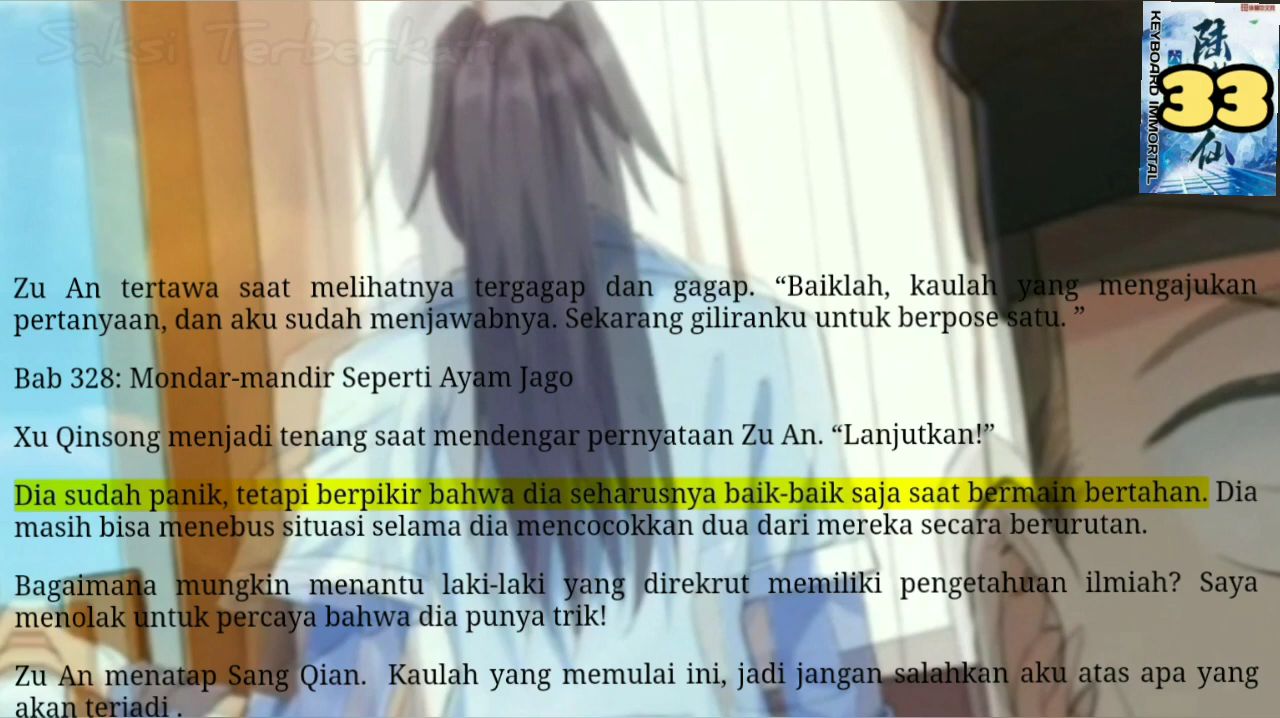 Saksi Terberkati
KEYBOARD IMMORTAL
陆
33
仙
Zu An tertawa saat melihatnya tergagap dan gagap. “Baiklah, kaulah yang mengajukan
pertanyaan, dan aku sudah menjawabnya. Sekarang giliranku untuk berpose satu. ”
Bab 328: Mondar-mandir Seperti Ayam Jago
Xu Qinsong menjadi tenang saat mendengar pernyataan Zu An. “Lanjutkan!”
Dia sudah panik, tetapi berpikir bahwa dia seharusnya baik-baik saja saat bermain bertahan. Dia
masih bisa menebus situasi selama dia mencocokkan dua dari mereka secara berurutan.
Bagaimana mungkin menantu laki-laki yang direkrut memiliki pengetahuan ilmiah? Saya
menolak untuk percaya bahwa dia punya trik!
Zu An menatap Sang Qian.  Kaulah yang memulai ini, jadi jangan salahkan aku atas apa yang
akan terjadi .